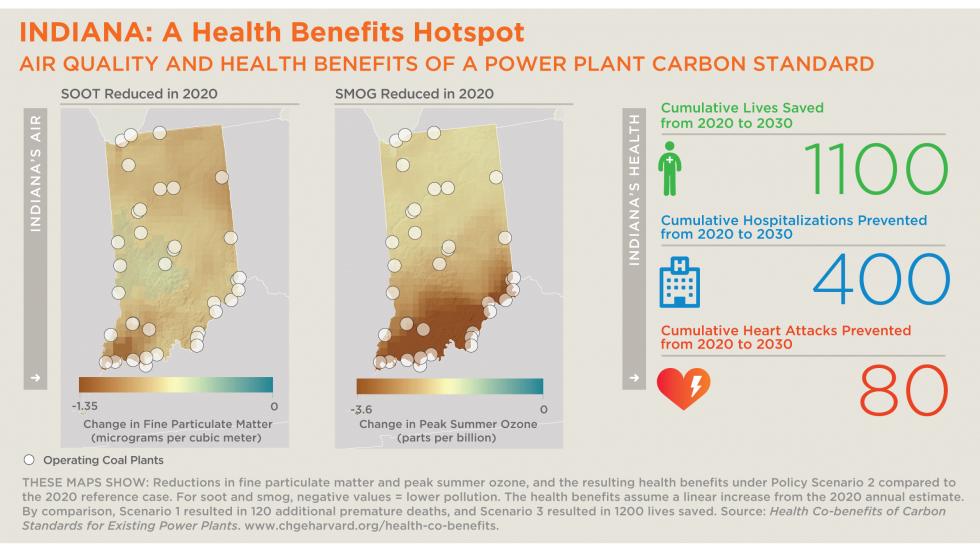 INDIANA: A Health Benefits Hotspot
AIR QUALITY AND HEALTH BENEFITS OF A POWER PLANT CARBON STANDARD
INDIANA'S AIR
SOOT Reduced in 2020
-1.35 0
Change in Fine Particulate Matter
(micrograms per cubic meter)
SMOG Reduced in 2020
-3.6 0
Change in Peak Summer Ozone
(parts per billion)
Operating Coal Plants
INDIANA'S HEALTH
Cumulative Lives Saved
from 2020 to 2030
1100
Cumulative Hospitalizations Prevented
from 2020 to 2030
400
Cumulative Heart Attacks Prevented
from 2020 to 2030
80
THESE MAPS SHOW: Reductions in fine particulate matter and peak summer ozone, and the resulting health benefits under Policy Scenario 2 compared to
the 2020 reference case. For soot and smog, negative values = lower pollution. The health benefits assume a linear increase from the 2020 annual estimate.
By comparison, Scenario 1 resulted in 120 additional premature deaths, and Scenario 3 resulted in 1200 lives saved. Source: Health Co-benefits of Carbon
Standards for Existing Power Plants. www.chgeharvard.org/health-co-benefits.